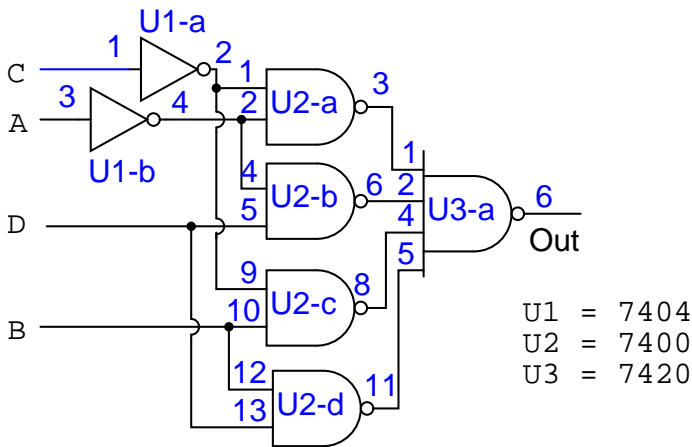 U1-a
C 1 2
1 U2-a 3
A 3 4 2
U1-b
4 U2-b 6
5
1
2 U3-a 6
4
5
Out
D
9 U2-c 8
10
B
12 U2-d 11
13
U1 = 7404
U2 = 7400
U3 = 7420